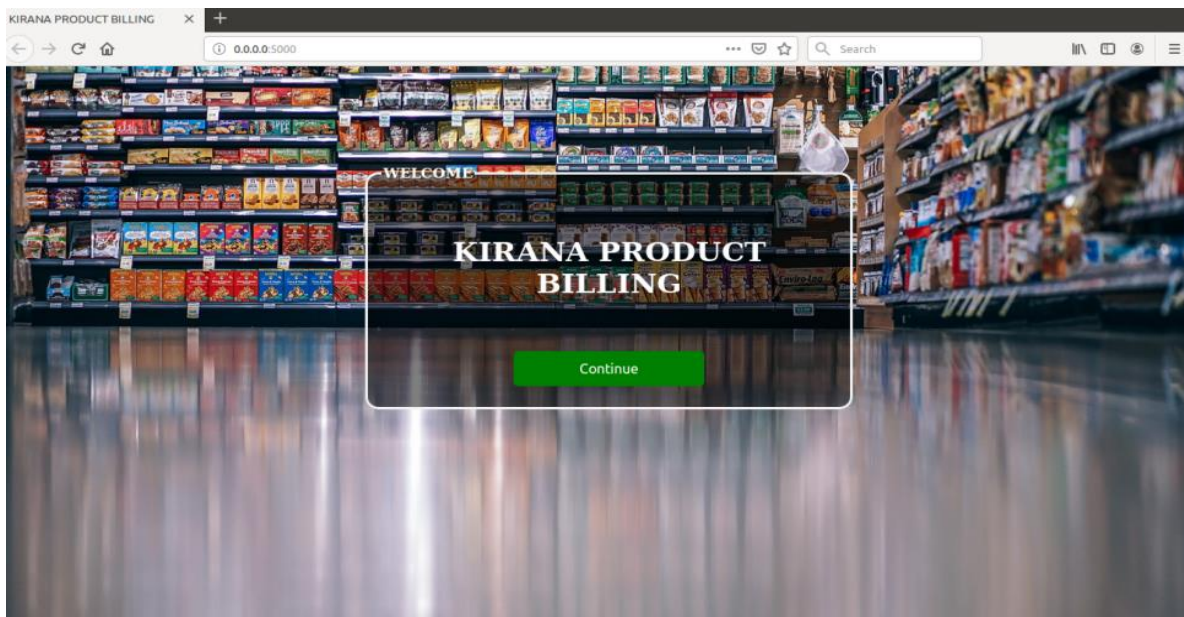 KIRANA PRODUCT BILLING
0.0.0.0:5000
Search
WELCOME
KIRANA PRODUCT
BILLING
Continue